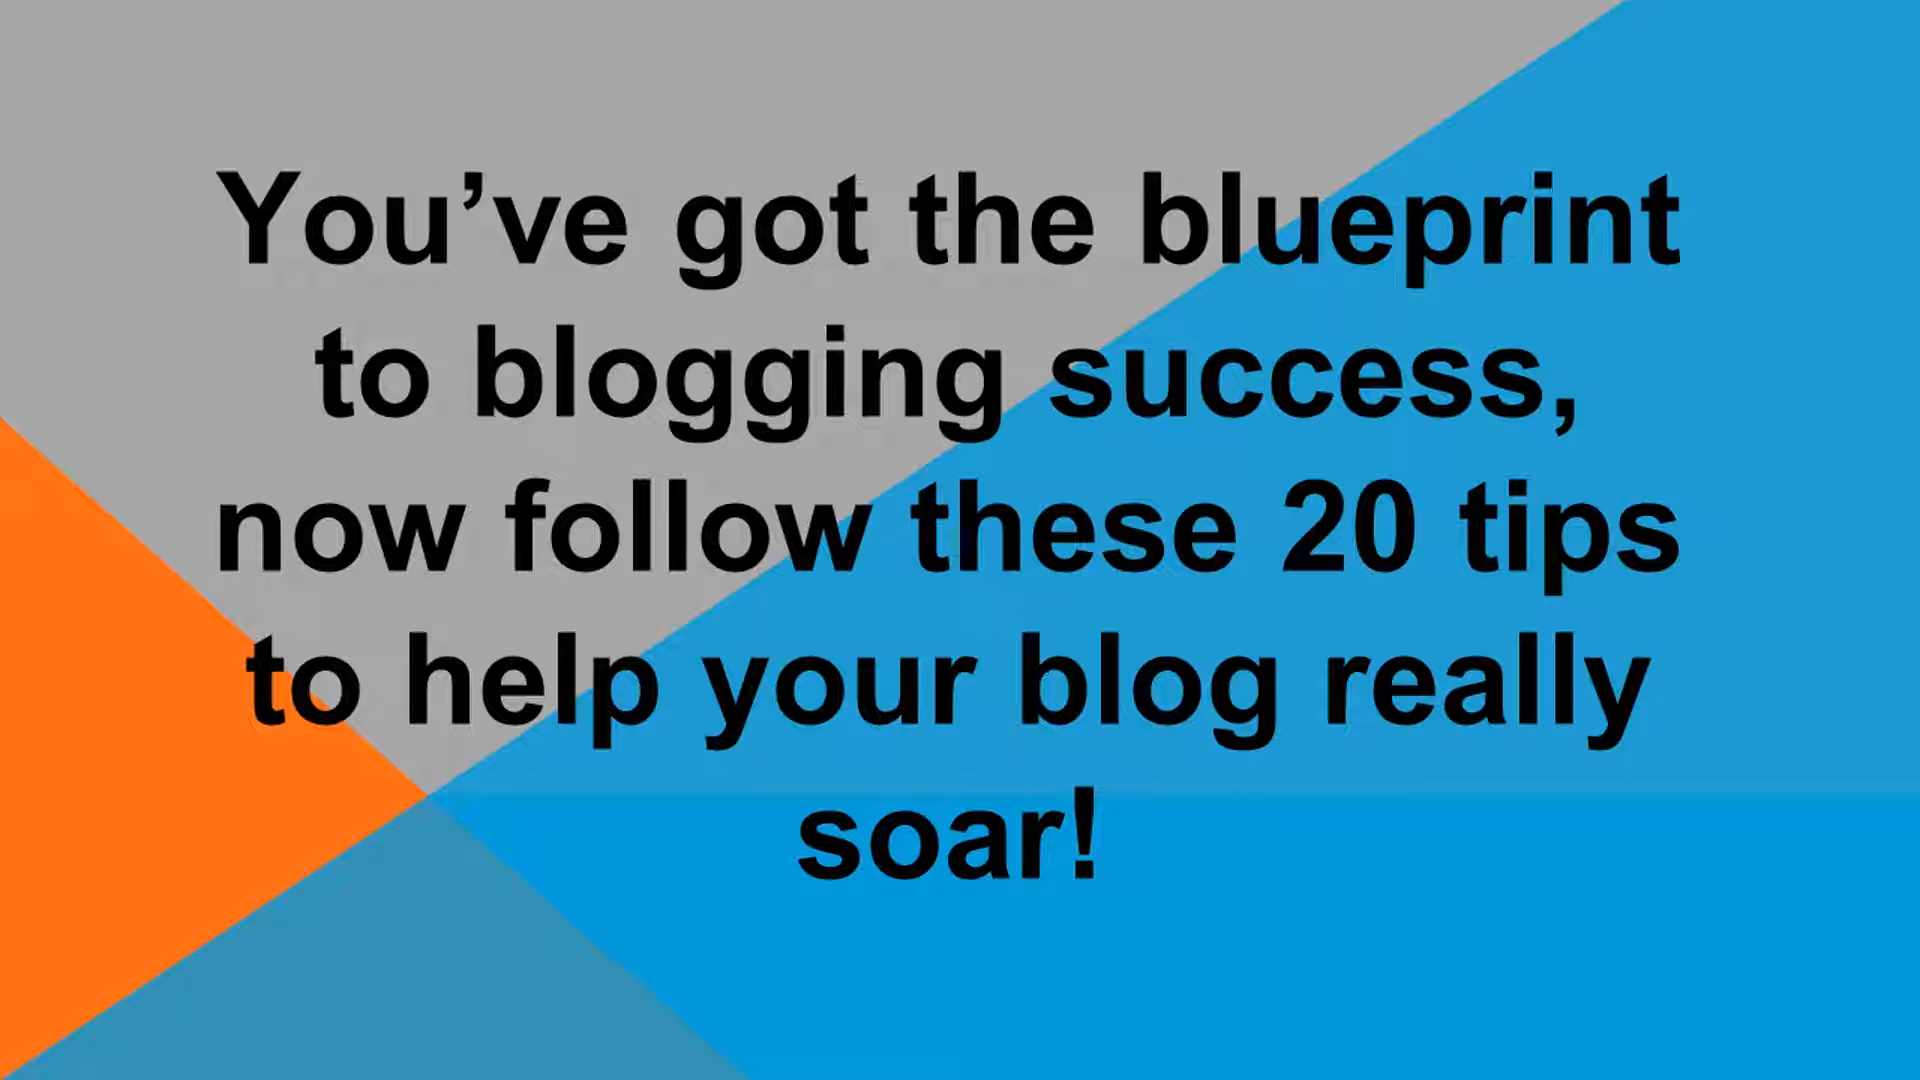 You’ve got the blueprint
to blogging success,
now follow these 20 tips
to help your blog really
soar!